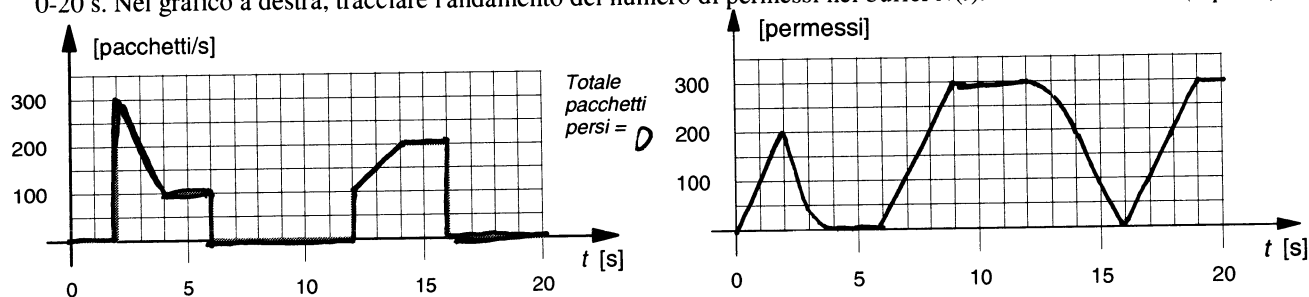 0-20 s. Nel grafico a destra, tracciare l'andamento del numero di permessi nel buffer
[pacchetti/s]
300
200
100
0
5
10
15
20
t [s]
Totale
pacchetti
persi = 0
[permessi]
300
200
100
0
5
10
15
20
t [s]